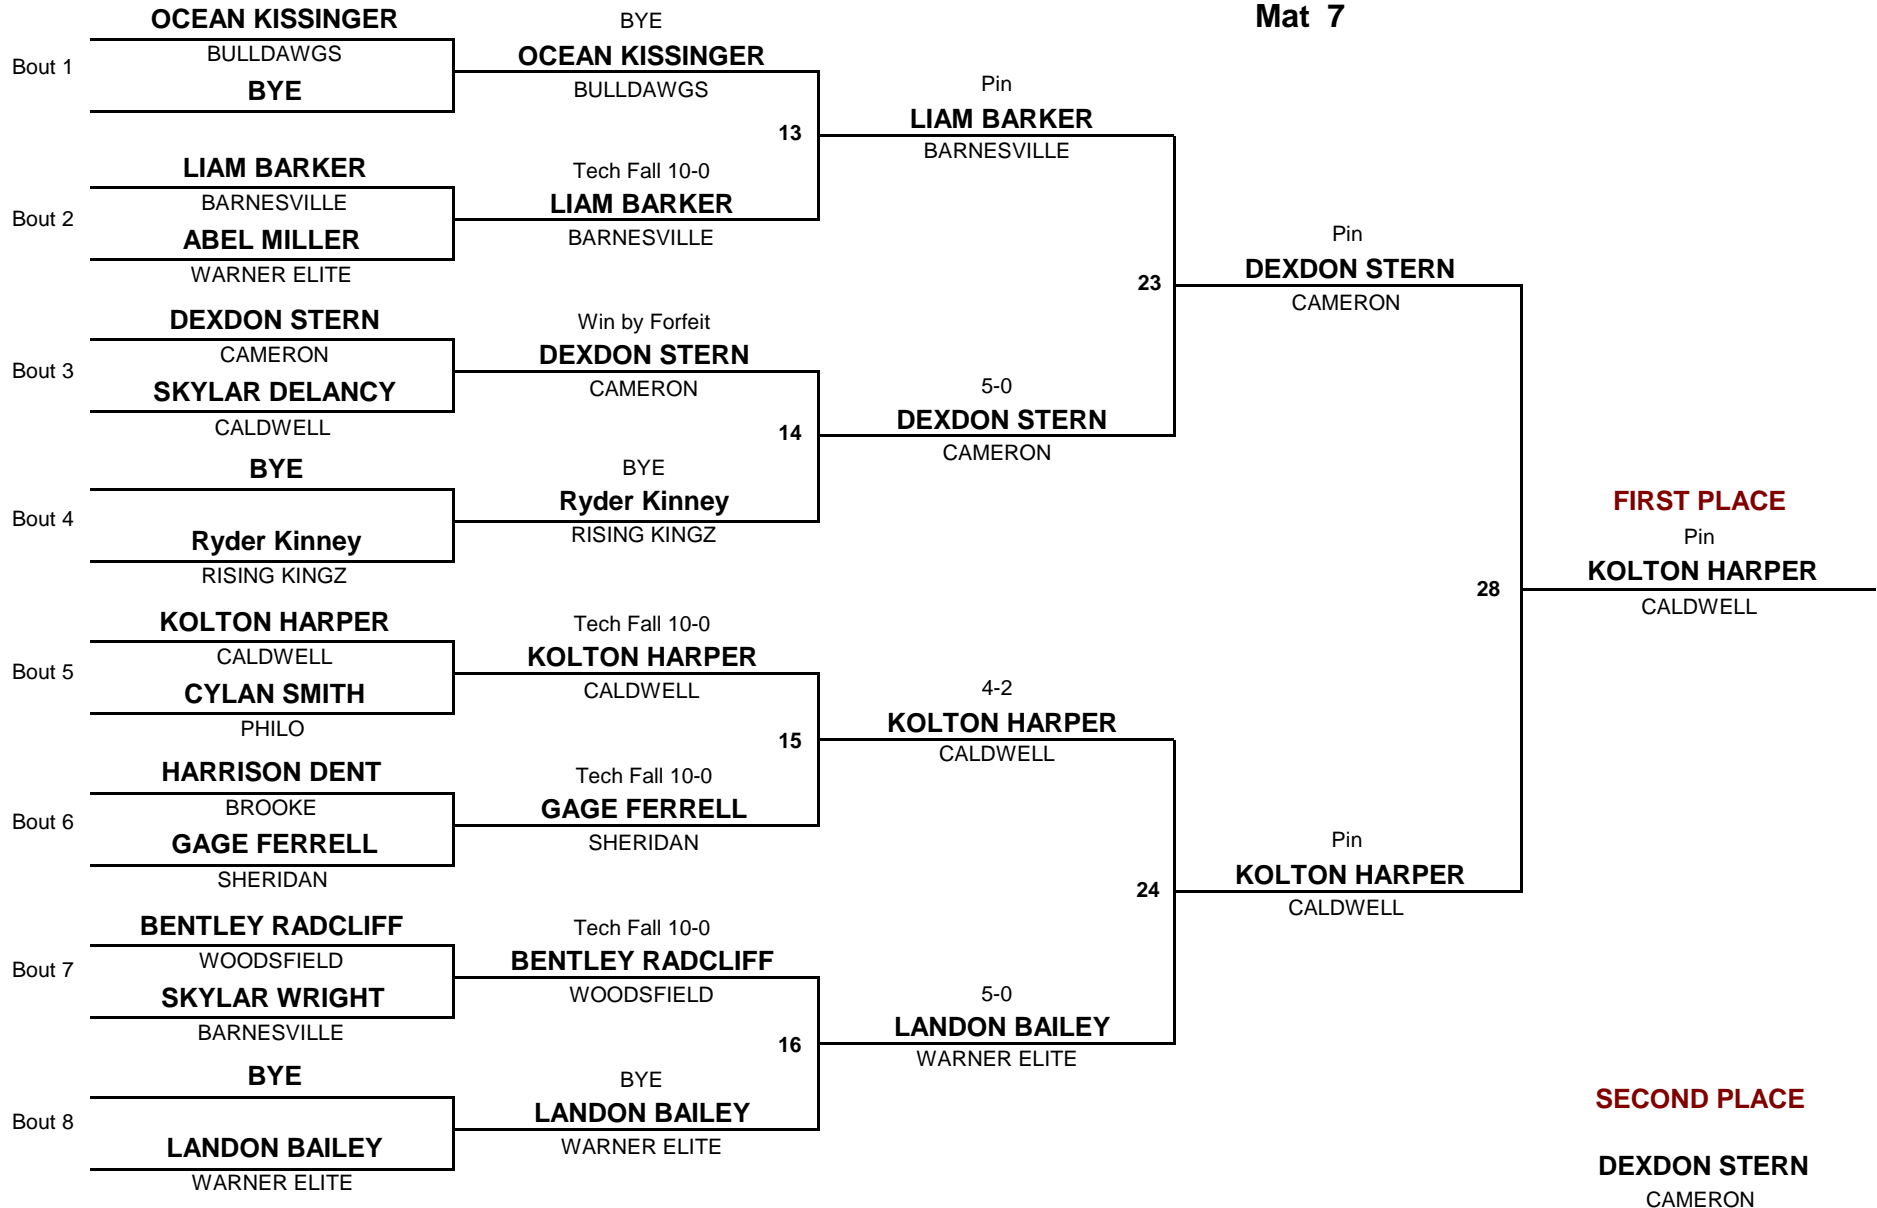 Mat 7
Bout 1
OCEAN KISSINGER
BULLDAWGS
BYE
Bout 2
LIAM BARKER
BARNESVILLE
ABEL MILLER
WARNER ELITE
Bout 3
DEXDON STERN
CAMERON
SKYLAR DELANCY
CALDWELL
Bout 4
BYE
Ryder Kinney
RISING KINGZ
Bout 5
KOLTON HARPER
CALDWELL
CYLAN SMITH
PHILO
Bout 6
HARRISON DENT
BROOKE
GAGE FERRELL
SHERIDAN
Bout 7
BENTLEY RADCLIFF
WOODSFIELD
SKYLAR WRIGHT
BARNESVILLE
Bout 8
BYE
LANDON BAILEY
WARNER ELITE
BYE
OCEAN KISSINGER
BULLDAWGS
13
Tech Fall 10-0
LIAM BARKER
BARNESVILLE
Win by Forfeit
DEXDON STERN
CAMERON
14
BYE
Ryder Kinney
RISING KINGZ
Tech Fall 10-0
KOLTON HARPER
CALDWELL
15
Tech Fall 10-0
GAGE FERRELL
SHERIDAN
Tech Fall 10-0
BENTLEY RADCLIFF
WOODSFIELD
16
BYE
LANDON BAILEY
WARNER ELITE
Pin
LIAM BARKER
BARNESVILLE
23
5-0
DEXDON STERN
CAMERON
4-2
KOLTON HARPER
CALDWELL
24
5-0
LANDON BAILEY
WARNER ELITE
Pin
DEXDON STERN
CAMERON
28
Pin
KOLTON HARPER
CALDWELL
FIRST PLACE
Pin
KOLTON HARPER
CALDWELL
SECOND PLACE
DEXDON STERN
CAMERON